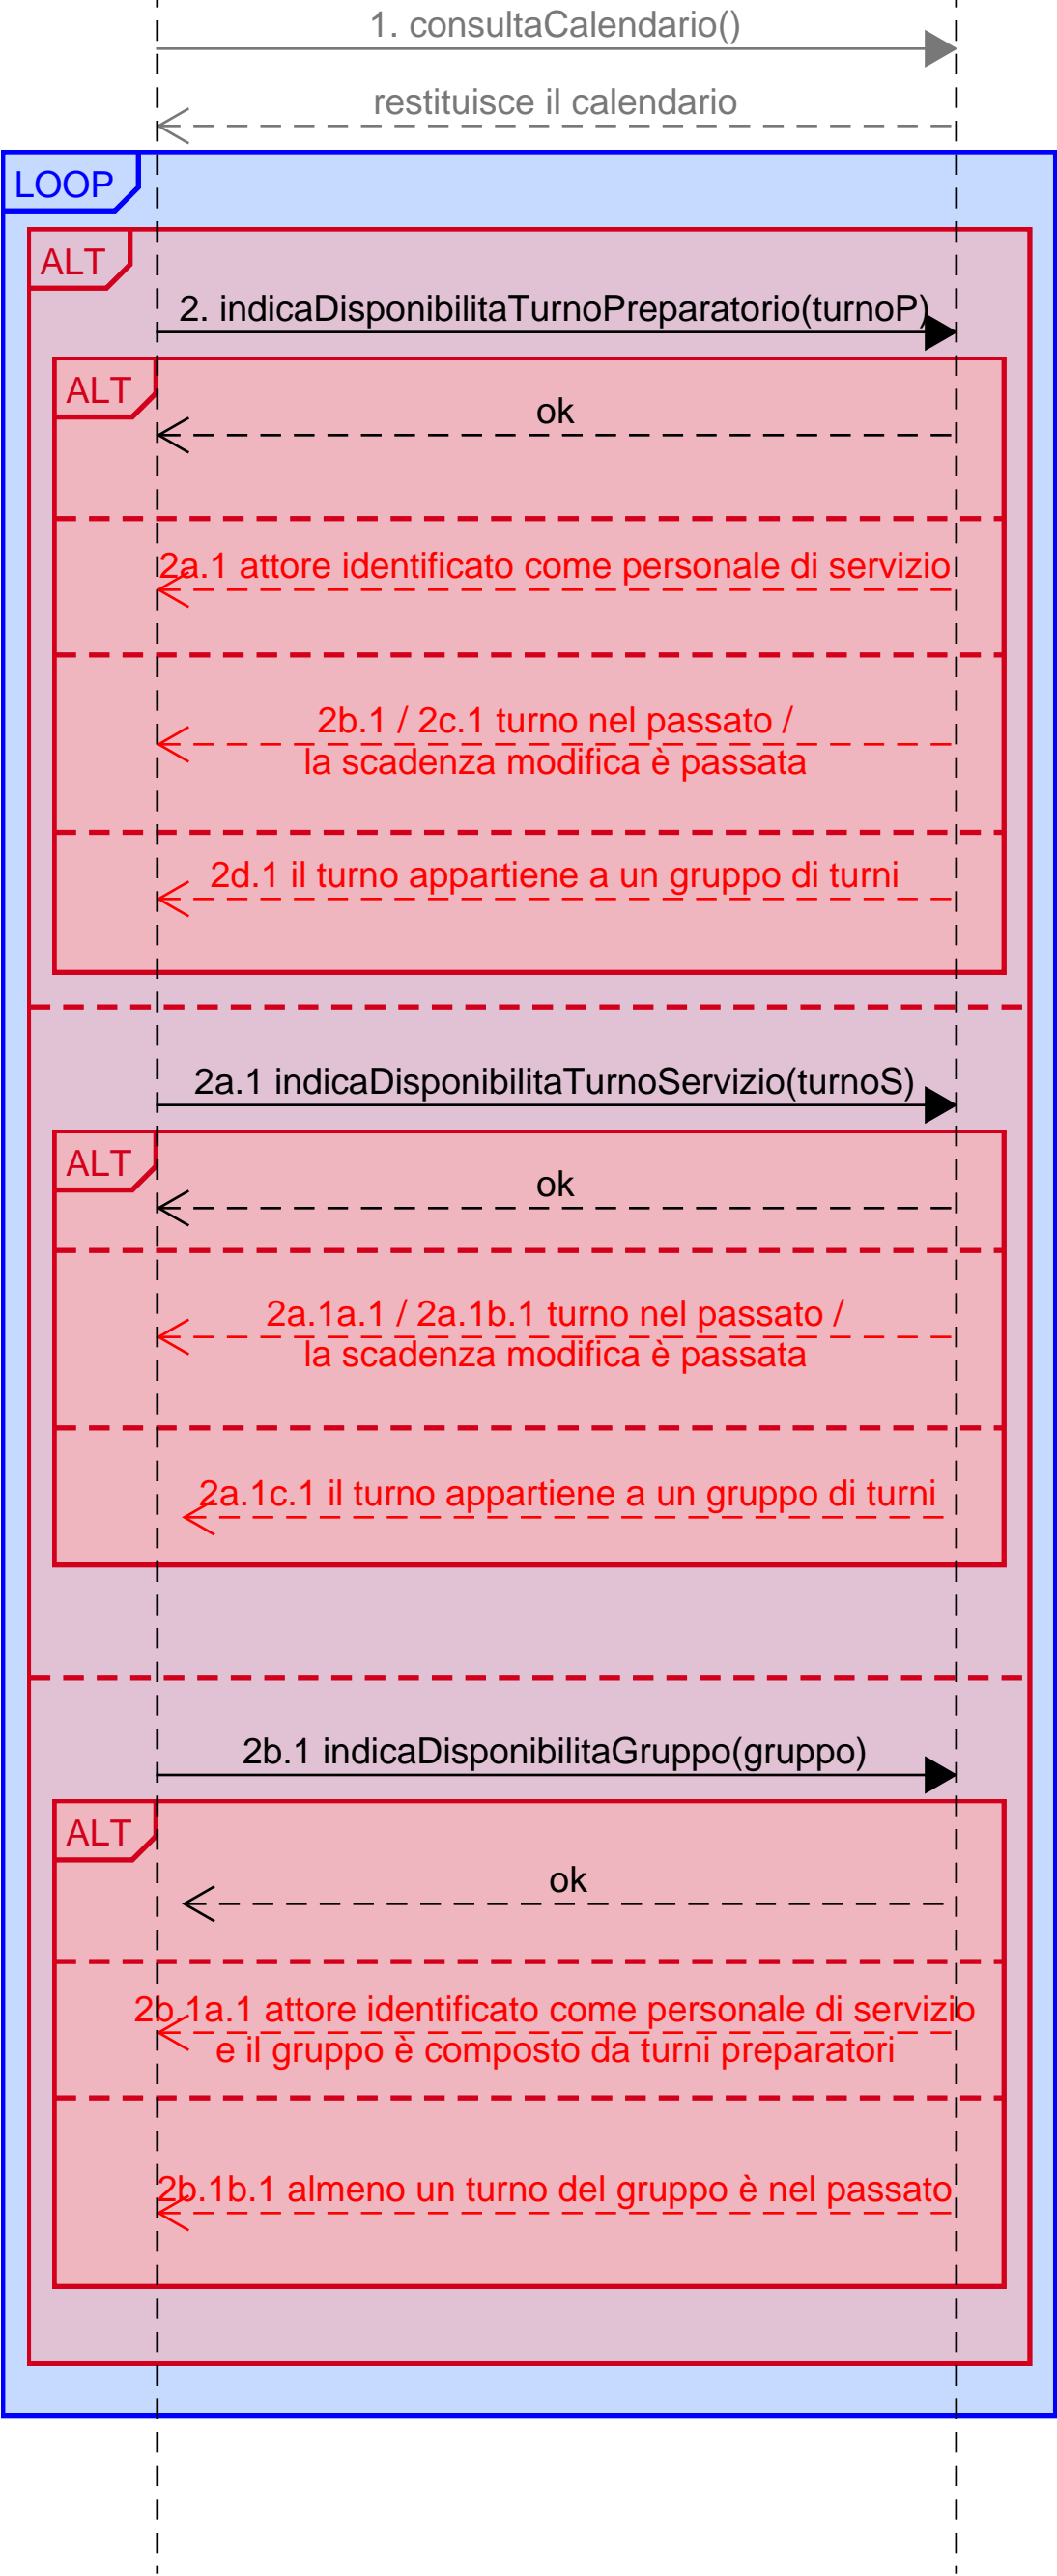 1. consultaCalendario()
restituisce il calendario
LOOP
ALT
2. indicaDisponibilitaTurnoPreparatorio(turnoP)
ALT
ok
2a.1 attore identificato come personale di servizio
2b.1 / 2c.1 turno nel passato /
la scadenza modifica è passata
2d.1 il turno appartiene a un gruppo di turni
2a.1 indicaDisponibilitaTurnoServizio(turnoS)
ALT
ok
2a.1a.1 / 2a.1b.1 turno nel passato /
la scadenza modifica è passata
2a.1c.1 il turno appartiene a un gruppo di turni
2b.1 indicaDisponibilitaGruppo(gruppo)
ALT
ok
2b.1a.1 attore identificato come personale di servizio
e il gruppo è composto da turni preparatori
2b.1b.1 almeno un turno del gruppo è nel passato